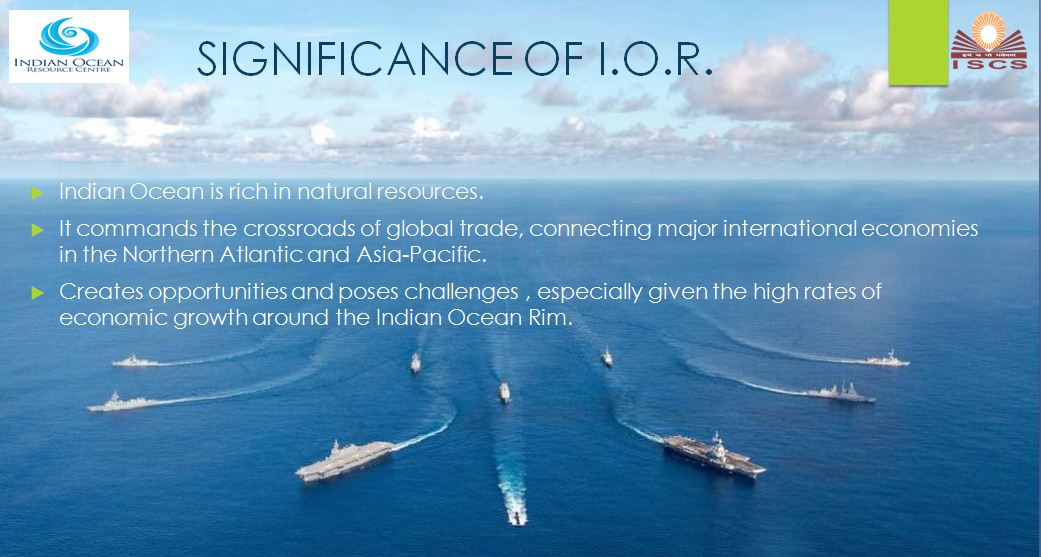 INDIAN OCEAN
RESOURCE CENTRE
SIGNIFICANCE OF I.O.R.
ISCS
Indian Ocean is rich in natural resources.
It commands the crossroads of global trade, connecting major international economies
in the Northern Atlantic and Asia-Pacific.
Creates opportunities and poses challenges , especially given the high rates of
economic growth around the Indian Ocean Rim.